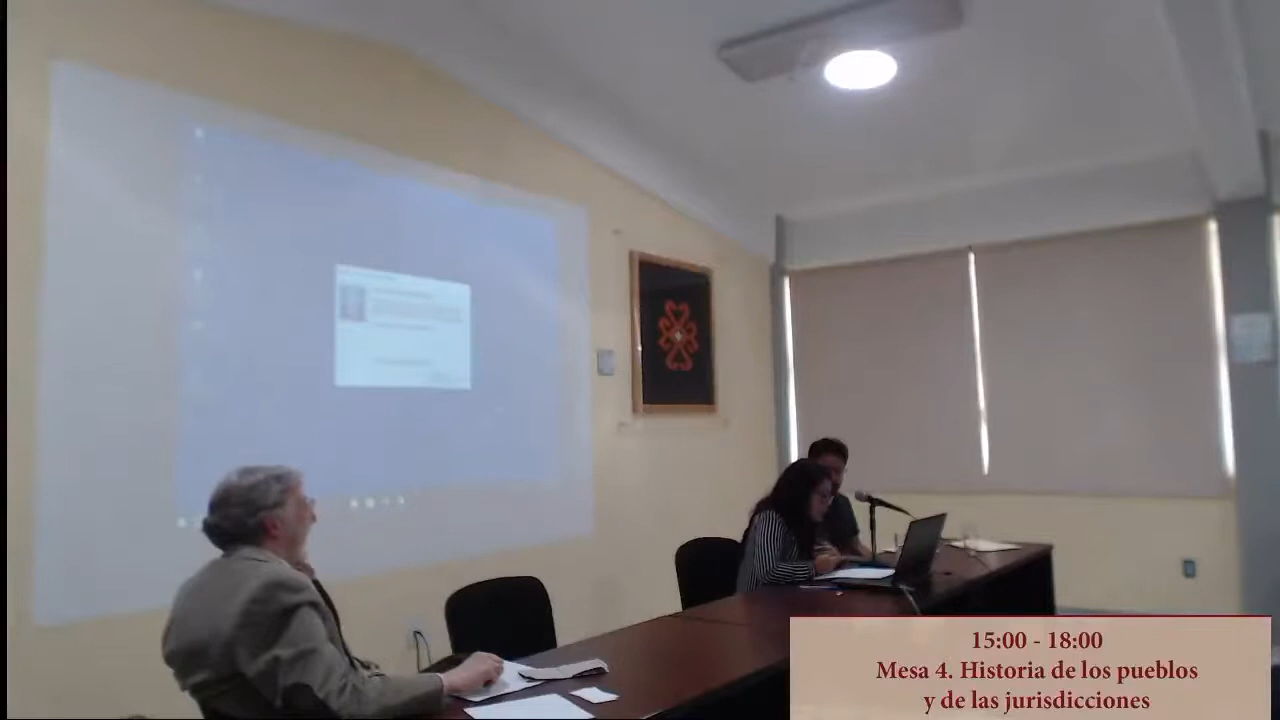 15:00 - 18:00
Mesa 4. Historia de los pueblos
y de las jurisdicciones